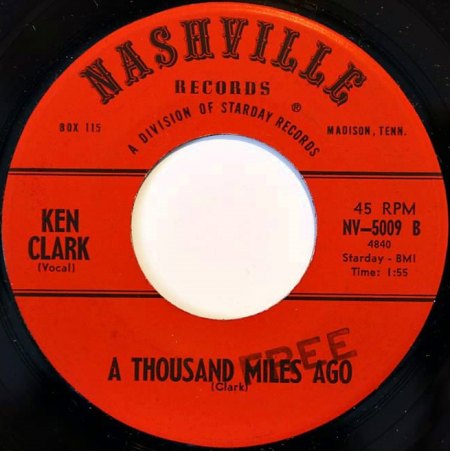 NASHVILLE
RECORDS
®
A DIVISION OF STARDAY RECORDS
BOX 115
MADISON, TENN.
KEN
CLARK
(Vocal)
45 RPM
NV-5009 B
4840
Starday - BMI
Time: 1:55
A THOUSAND MILES AGO
(Clark)
FREE